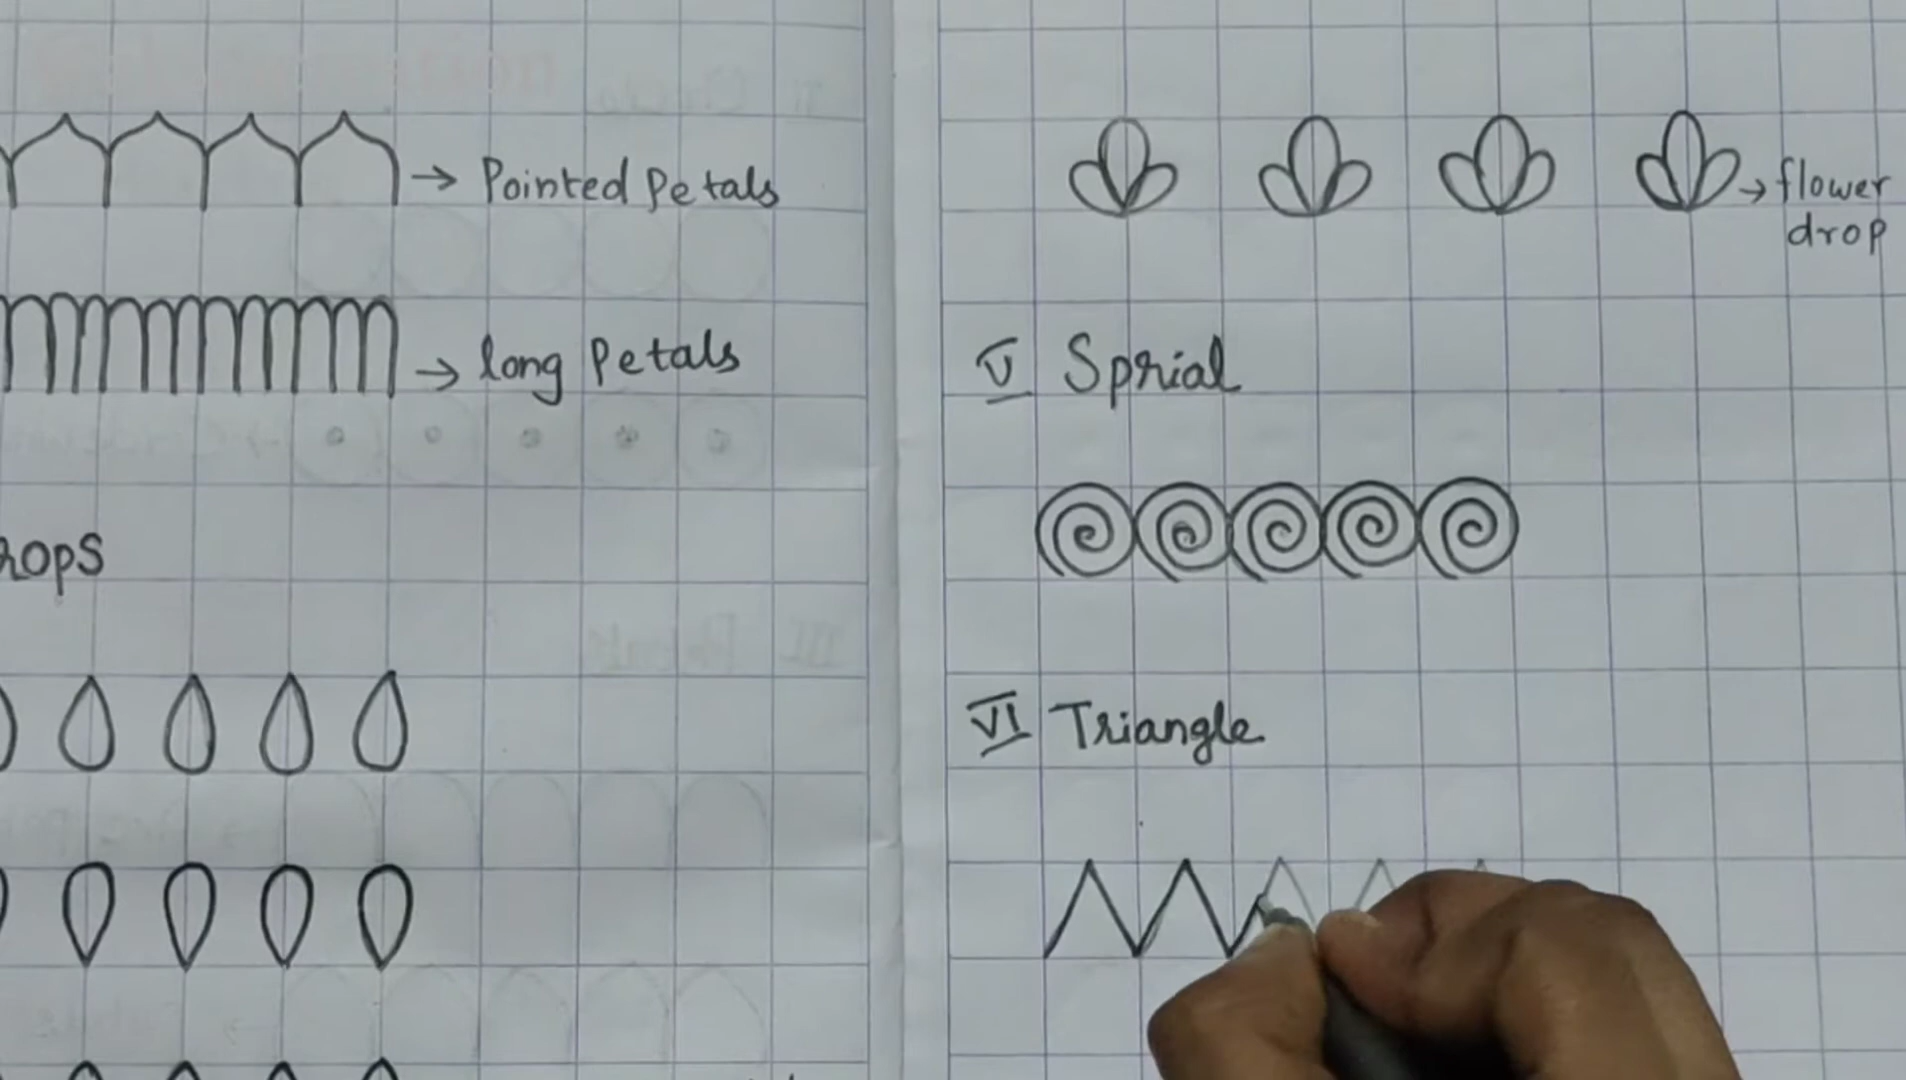 → Pointed Petals
→ long Petals
rops
→ flower
drop
V Sprial
VI Triangle